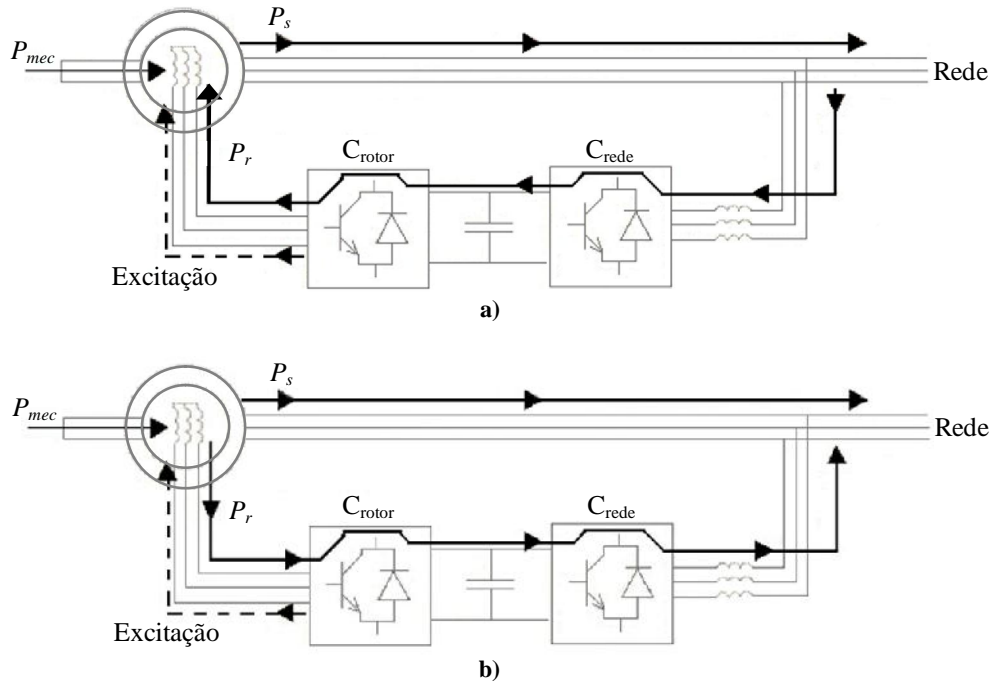 P_s
P_mec
Rede
C_rotor
C_rede
P_r
Excitação
a)
P_s
P_mec
Rede
C_rotor
C_rede
P_r
Excitação
b)